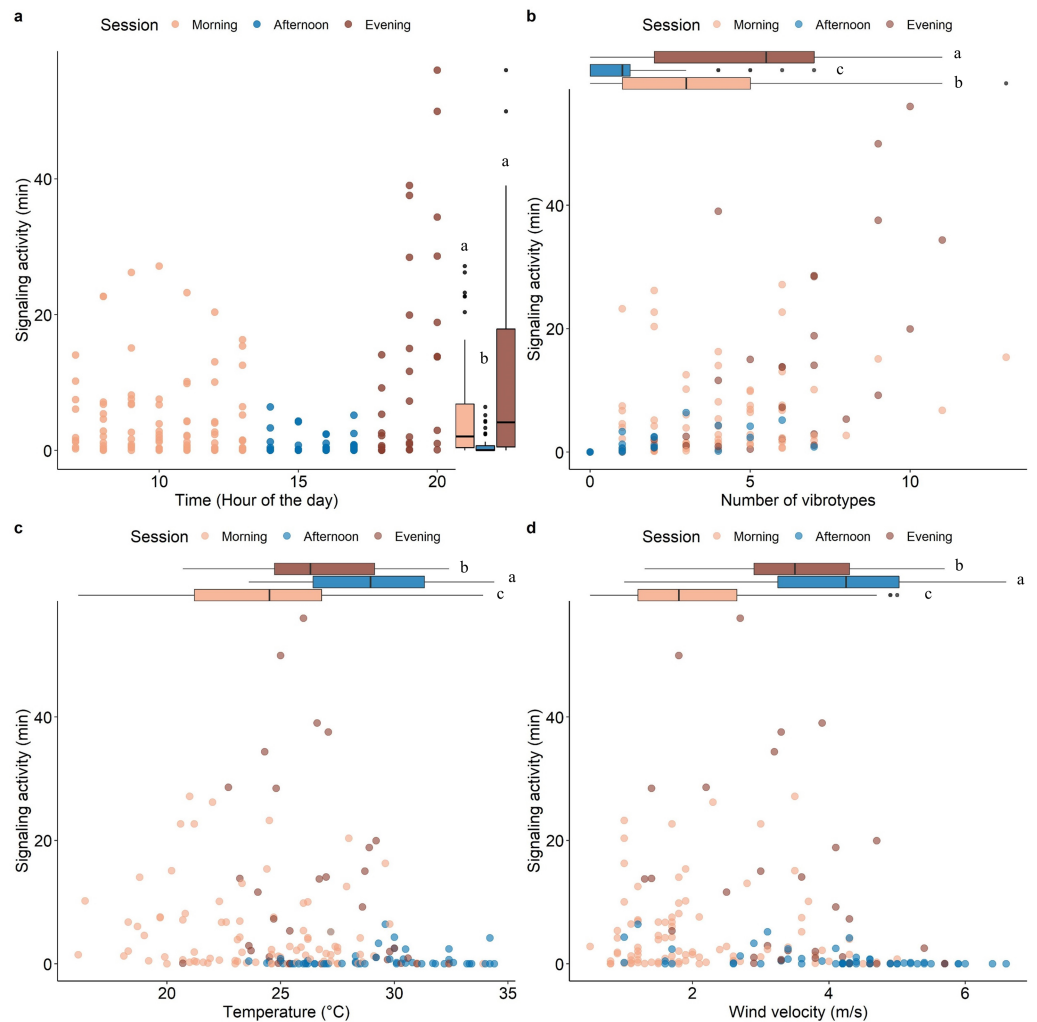 a
Session Morning Afternoon Evening
Signaling activity (min)
40
20
0
10
15
20
Time (Hour of the day)
a
b
a
b
Session Morning Afternoon Evening
a
c
b
Signaling activity (min)
40
20
0
0
5
10
Number of vibrotypes
c
Session Morning Afternoon Evening
b
a
c
Signaling activity (min)
40
20
0
20
25
30
35
Temperature (°C)
d
Session Morning Afternoon Evening
b
a
c
Signaling activity (min)
40
20
0
2
4
6
Wind velocity (m/s)